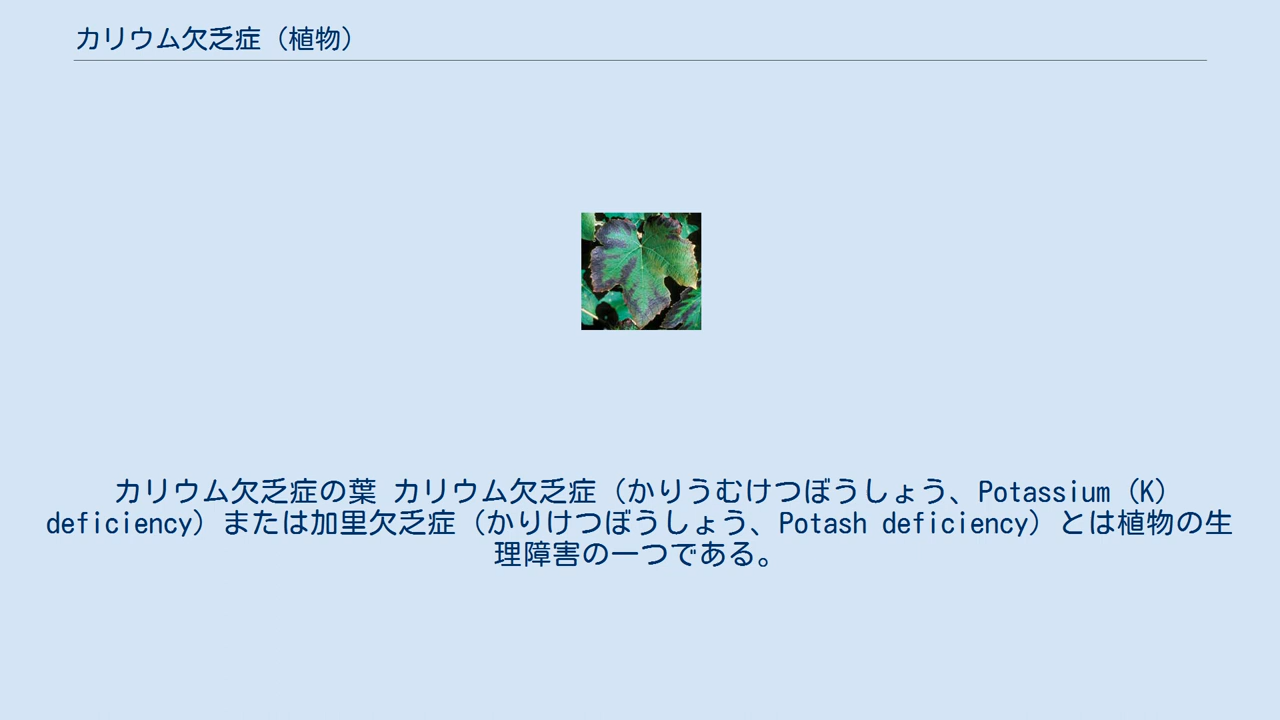 カリウム欠乏症（植物）
カリウム欠乏症の葉 カリウム欠乏症（かりうむけつぼうしょう、Potassium（K）
deficiency）または加里欠乏症（かりけつぼうしょう、Potash deficiency）とは植物の生
理障害の一つである。